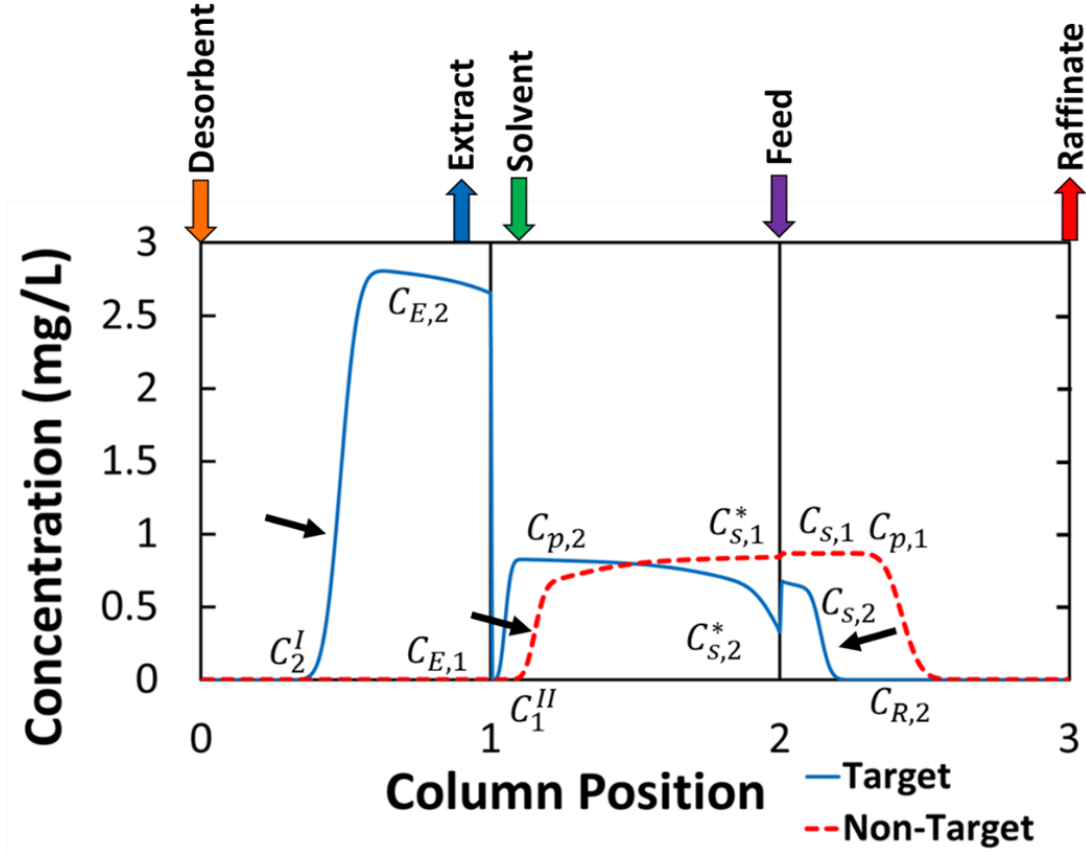 Desorbent
Extract
Solvent
Feed
Raffinate
Concentration (mg/L)
3
2.5
2
1.5
1
0.5
0
C_{E,2}
C_{p,2}
C^*_{s,1}
C_{s,1}
C_{p,1}
C_{s,2}
C^*_{s,2}
C^I_2
C_{E,1}
C^{II}_1
C_{R,2}
0 1 2 3
Column Position
Target
Non-Target